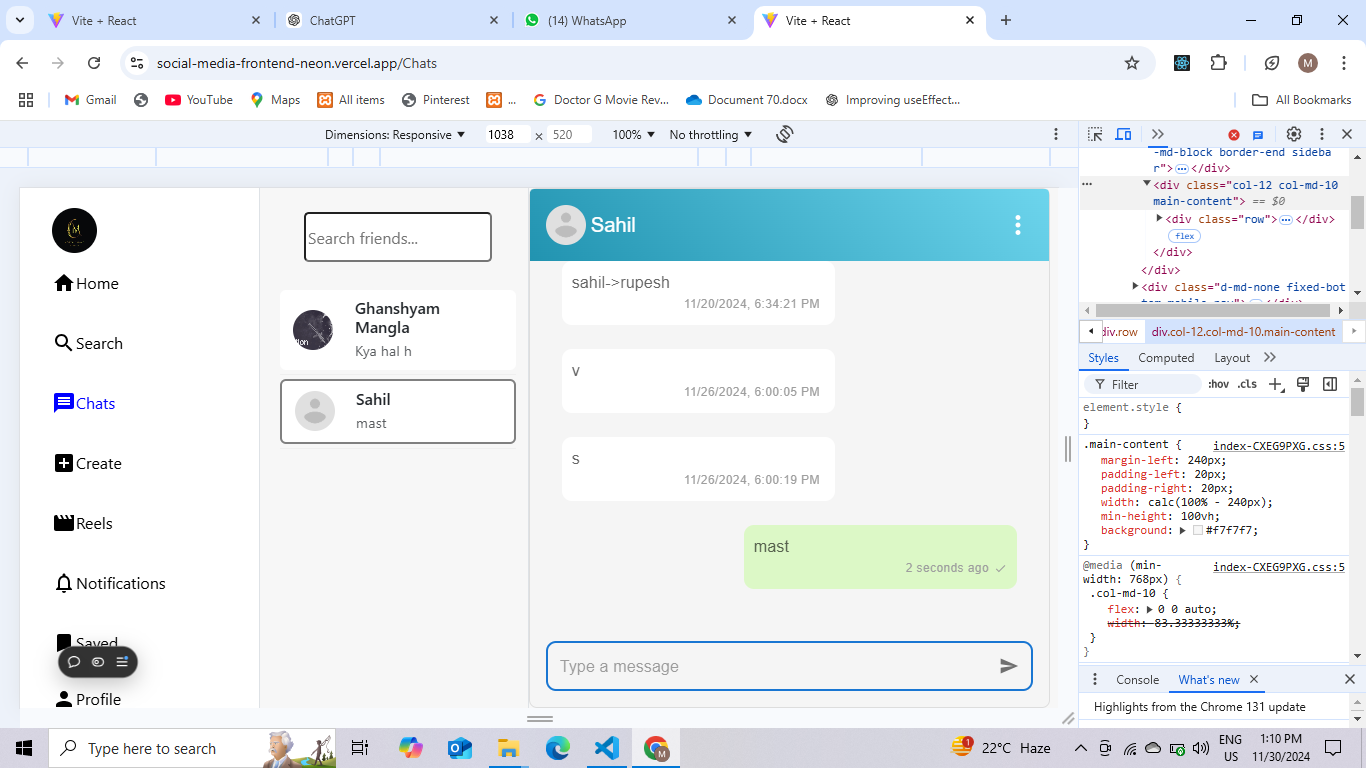 Vite + React
ChatGPT
(14) WhatsApp
Vite + React
social-media-frontend-neon.vercel.app/Chats
M
Gmail
YouTube
Maps
All items
Pinterest
...
Doctor G Movie Rev...
Document 70.docx
Improving useEffect...
All Bookmarks
Dimensions: Responsive
1038 × 520
100%
No throttling
Home
Search
Chats
Create
Reels
Notifications
Saved
Profile
Search friends...
Ghanshyam
Mangla
Kya hal h
Sahil
mast
Sahil
sahil->rupesh
11/20/2024, 6:34:21 PM
v
11/26/2024, 6:00:05 PM
s
11/26/2024, 6:00:19 PM
mast
2 seconds ago
Type a message
-md-block border-end sideba
r">…</div>
<div class="col-12 col-md-10
main-content"> == $0
<div class="row">…</div>
flex
</div>
</div>
<div class="d-md-none fixed-bot
div.row div.col-12.col-md-10.main-content
Styles Computed Layout
Filter :hov .cls
element.style {
}
.main-content { index-CXEG9PXG.css:5
margin-left: 240px;
padding-left: 20px;
padding-right: 20px;
width: calc(100% - 240px);
min-height: 100vh;
background: #f7f7f7;
}
@media (min- index-CXEG9PXG.css:5
width: 768px) {
.col-md-10 {
flex: 0 0 auto;
width: 83.33333333%;
}
}
Console What's new
Highlights from the Chrome 131 update
Type here to search
22°C Haze
ENG
US
1:10 PM
11/30/2024